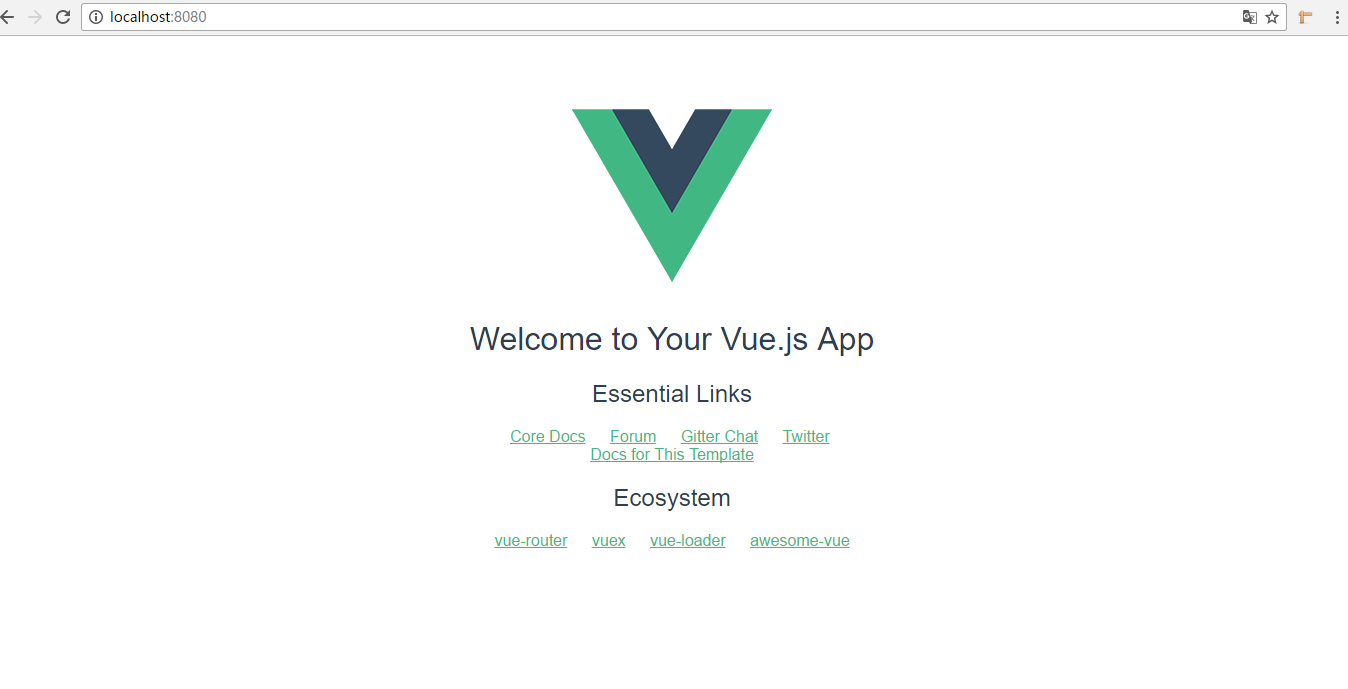 localhost:8080
Welcome to Your Vue.js App
Essential Links
Core Docs Forum Gitter Chat Twitter
Docs for This Template
Ecosystem
vue-router vuex vue-loader awesome-vue